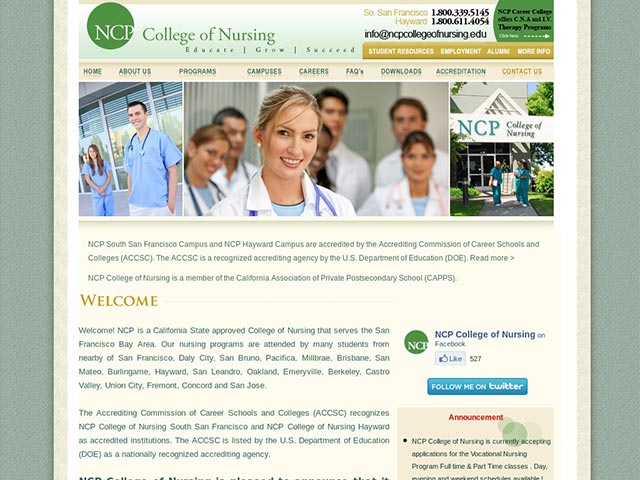 NCP College of Nursing
Educate | Grow | Succeed
So. San Francisco 1.800.339.5145
Hayward 1.800.611.4054
info@ncpcollegeofnursing.edu
NCP Career College
offers C.N.A and I.V.
Therapy Programs
Click here
STUDENT RESOURCES EMPLOYMENT ALUMNI MORE INFO
HOME ABOUT US PROGRAMS CAMPUSES CAREERS FAQ's DOWNLOADS ACCREDITATION CONTACT US
NCP College of Nursing
NCP South San Francisco Campus and NCP Hayward Campus are accredited by the Accrediting Commission of Career Schools and
Colleges (ACCSC). The ACCSC is a recognized accrediting agency by the U.S. Department of Education (DOE). Read more >
NCP College of Nursing is a member of the California Association of Private Postsecondary School (CAPPS).
WELCOME
Welcome! NCP is a California State approved College of Nursing that serves the San
Francisco Bay Area. Our nursing programs are attended by many students from
nearby of San Francisco, Daly City, San Bruno, Pacifica, Millbrae, Brisbane, San
Mateo, Burlingame, Hayward, San Leandro, Oakland, Emeryville, Berkeley, Castro
Valley, Union City, Fremont, Concord and San Jose.
The Accrediting Commission of Career Schools and Colleges (ACCSC) recognizes
NCP College of Nursing South San Francisco and NCP College of Nursing Hayward
as accredited institutions. The ACCSC is listed by the U.S. Department of Education
(DOE) as a nationally recognized accrediting agency.
NCP College of Nursing is pleased to announce that it
NCP College of Nursing on
Facebook
Like 527
FOLLOW ME ON twitter
Announcement
NCP College of Nursing is currently accepting
applications for the Vocational Nursing
Program Full time & Part Time classes . Day,
evening and weekend schedules available !